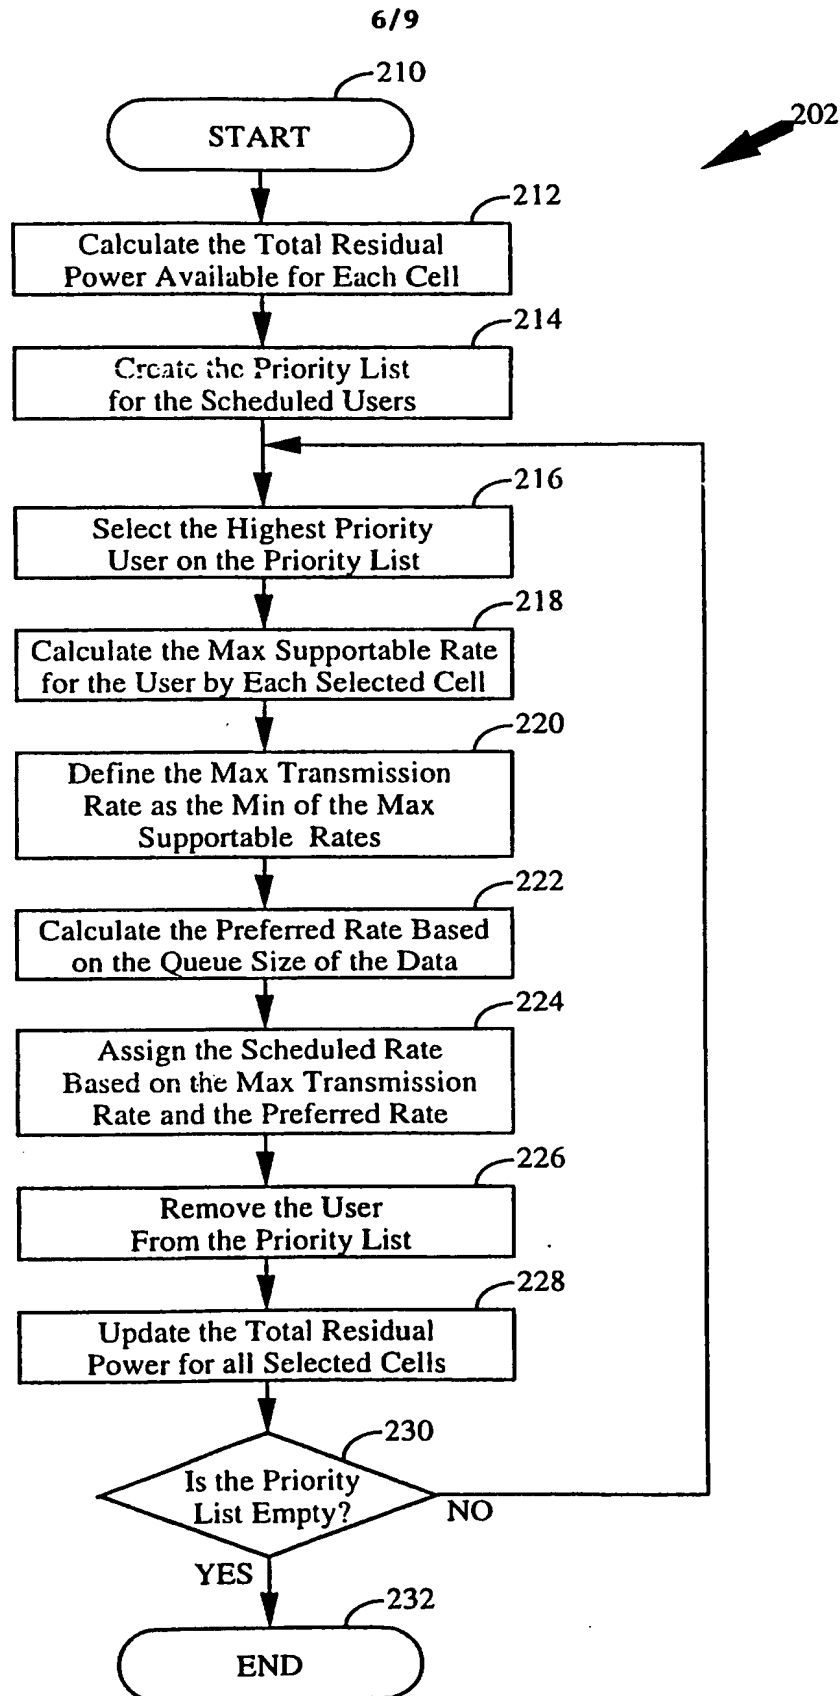 6/9
210
START
202
212
Calculate the Total Residual
Power Available for Each Cell
214
Create the Priority List
for the Scheduled Users
216
Select the Highest Priority
User on the Priority List
218
Calculate the Max Supportable Rate
for the User by Each Selected Cell
220
Define the Max Transmission
Rate as the Min of the Max
Supportable Rates
222
Calculate the Preferred Rate Based
on the Queue Size of the Data
224
Assign the Scheduled Rate
Based on the Max Transmission
Rate and the Preferred Rate
226
Remove the User
From the Priority List
228
Update the Total Residual
Power for all Selected Cells
230
Is the Priority
List Empty?
NO
YES
232
END